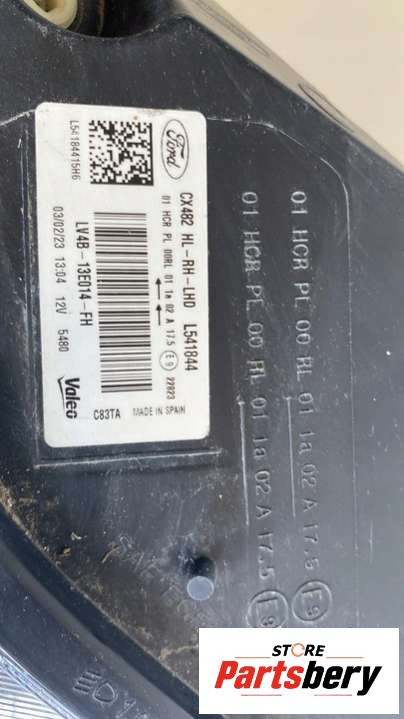 Ford
CX482 HL-RH-LHD L541844
01 HCR PL 00RL 01 1a 02 A 17.5 E9 22823
LV4B-13E014-FH
L54184415H6
03/02/23 13:04 12V 5480
Valeo
C83TA MADE IN SPAIN
01 HCR PL 00 RL 01 1a 02 A 17.5 E9
01 HCR PL 00 RL 01 1a 02 A 17.5 E9
STORE
Partsbery